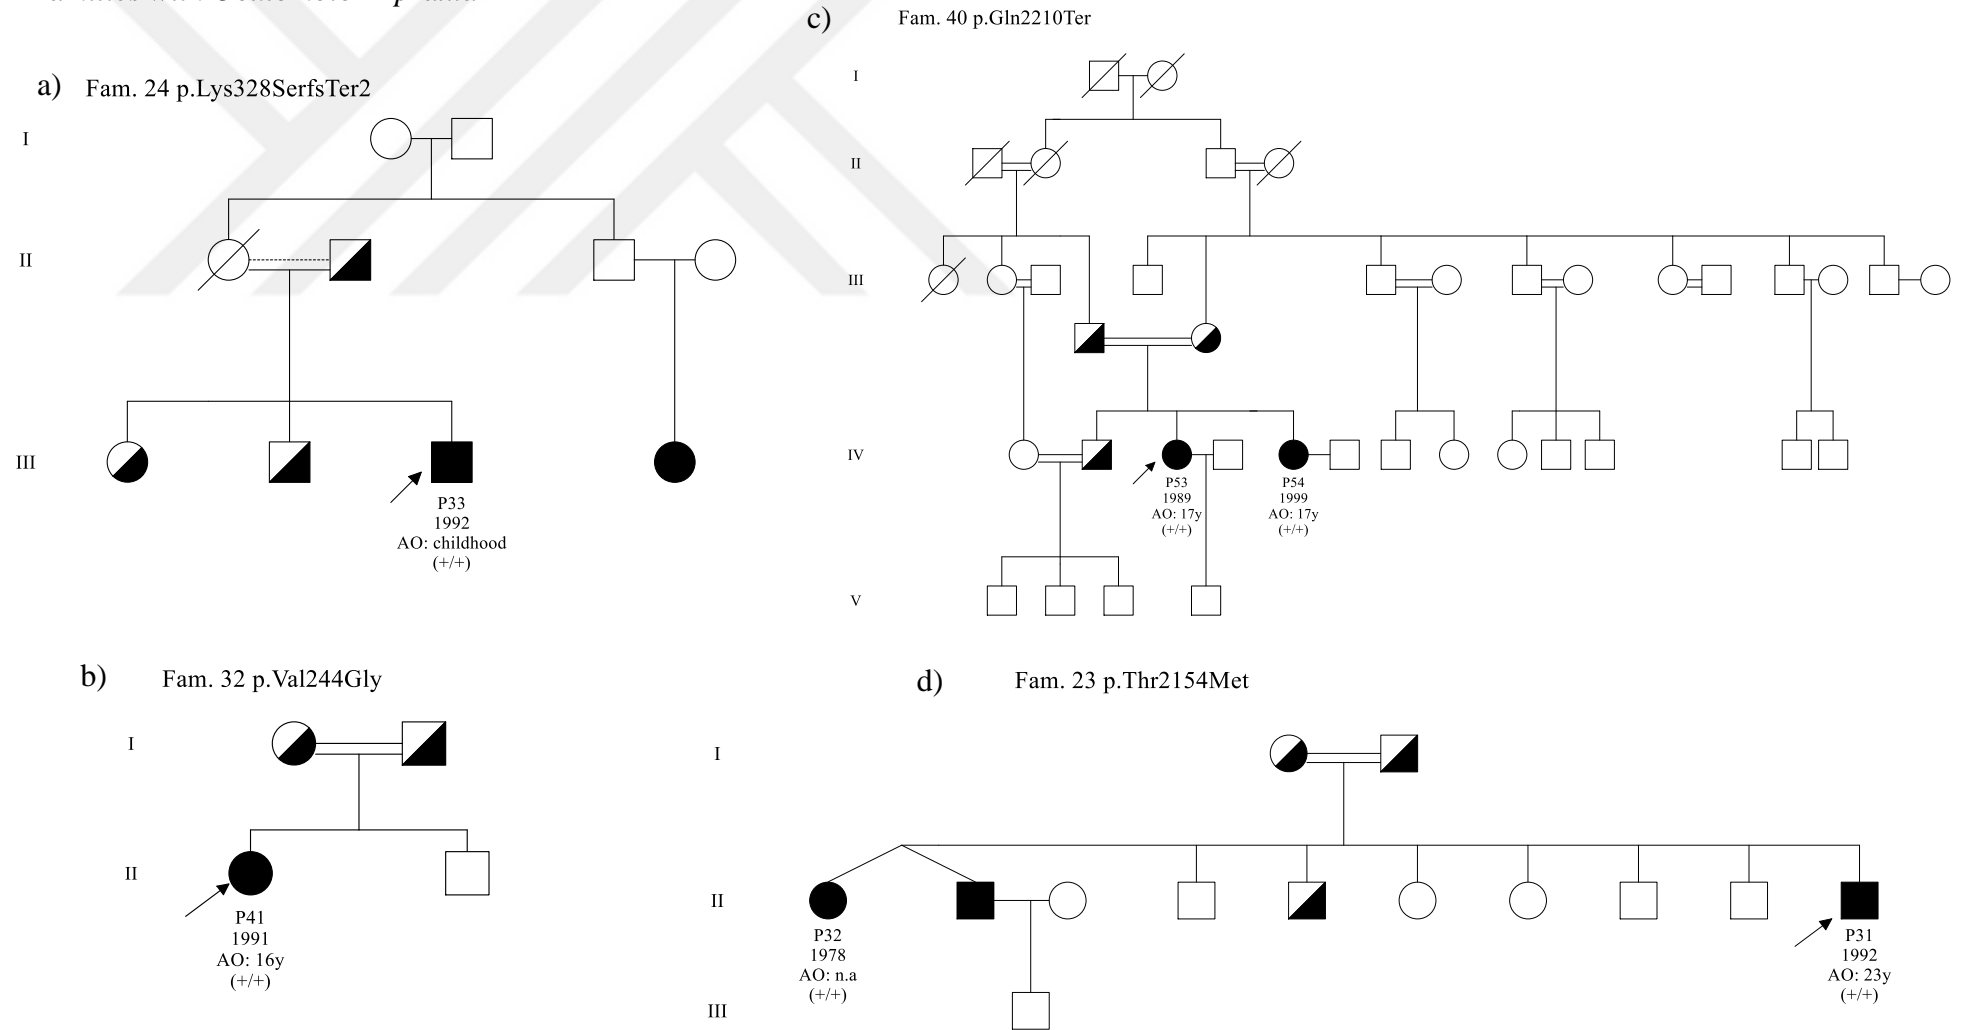 a) Fam. 24 p.Lys328SerfsTer2
I
II
III
P33
1992
AO: childhood
(+/+)
b) Fam. 32 p.Val244Gly
I
II
P41
1991
AO: 16y
(+/+)
c) Fam. 40 p.Gln2210Ter
I
II
III
IV
P53
1989
AO: 17y
(+/+)
P54
1999
AO: 17y
(+/+)
V
d) Fam. 23 p.Thr2154Met
I
II
P32
1978
AO: n.a
(+/+)
P31
1992
AO: 23y
(+/+)
III